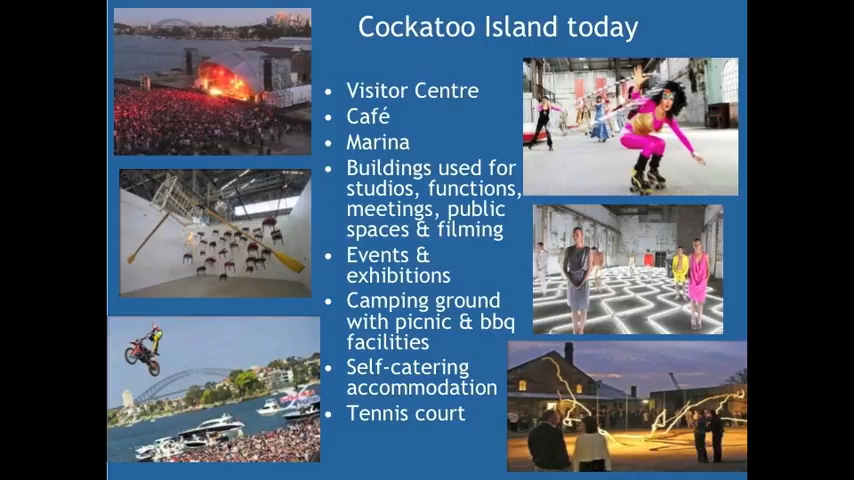 Cockatoo Island today
• Visitor Centre
• Café
• Marina
• Buildings used for
studios, functions,
meetings, public
spaces & filming
• Events &
exhibitions
• Camping ground
with picnic & bbq
facilities
• Self-catering
accommodation
• Tennis court